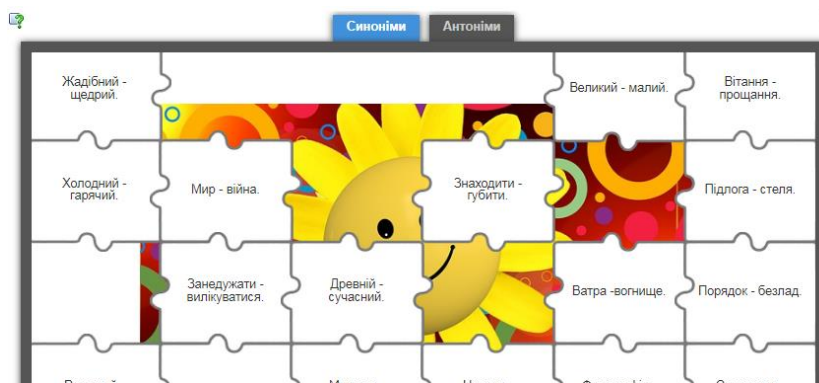 Синоніми
Антоніми
Жадібний -
щедрий.
Великий - малий.
Вітання -
прощання.
Холодний -
гарячий.
Мир - війна.
Знаходити -
губити.
Підлога - стеля.
Занедужати -
вилікуватися.
Древній -
сучасний.
Ватра -вогнище.
Порядок - безлад.